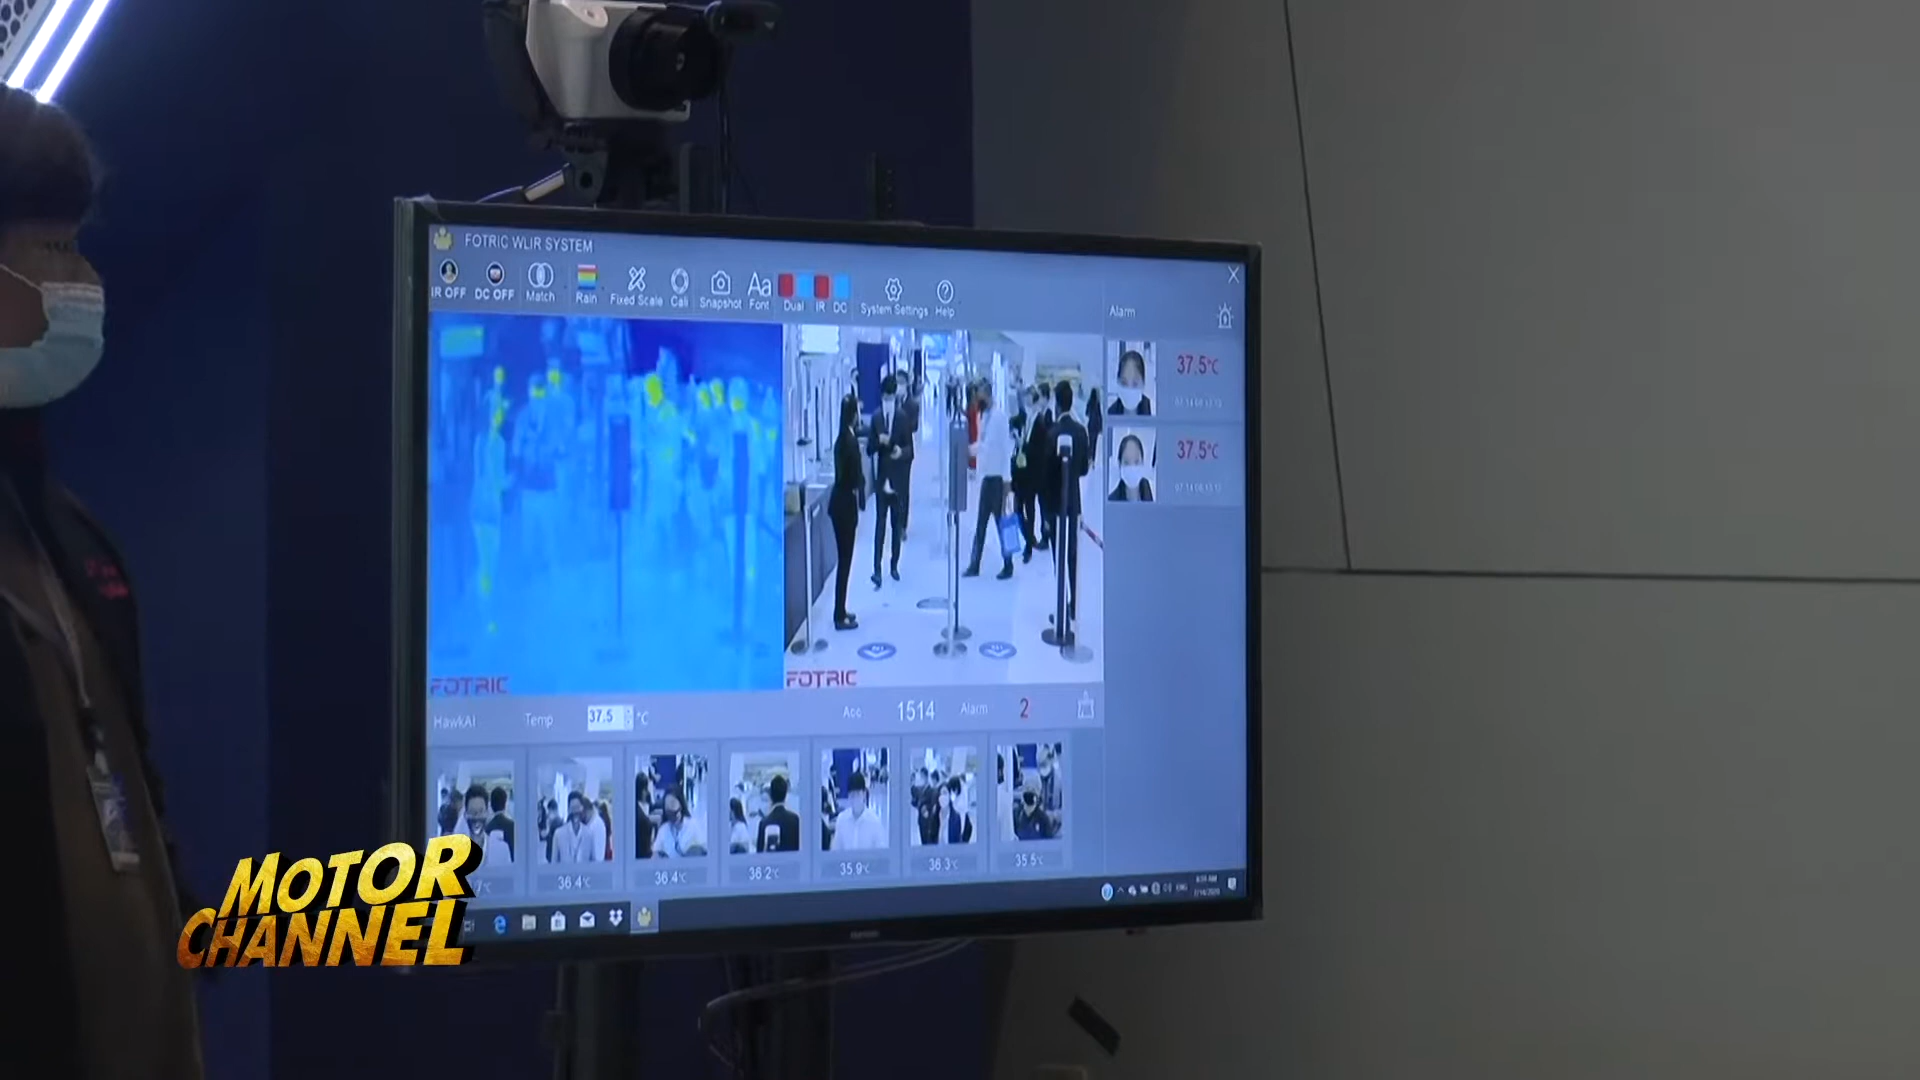 FOTRIC WLIR SYSTEM
IR OFF
DC OFF
Match
Rain
Fixed Scale
Cali
Snapshot
Aa
Font
Dual
IR
DC
System Settings
?
Help
X
Alarm
37.5°C
37.5°C
FOTRIC
FOTRIC
HawkAI
Temp
37.5
°C
Acc
1514
Alarm
2
36.4°C
36.4°C
36.2°C
35.9°C
36.3°C
35.5°C
ENG
MOTOR
CHANNEL